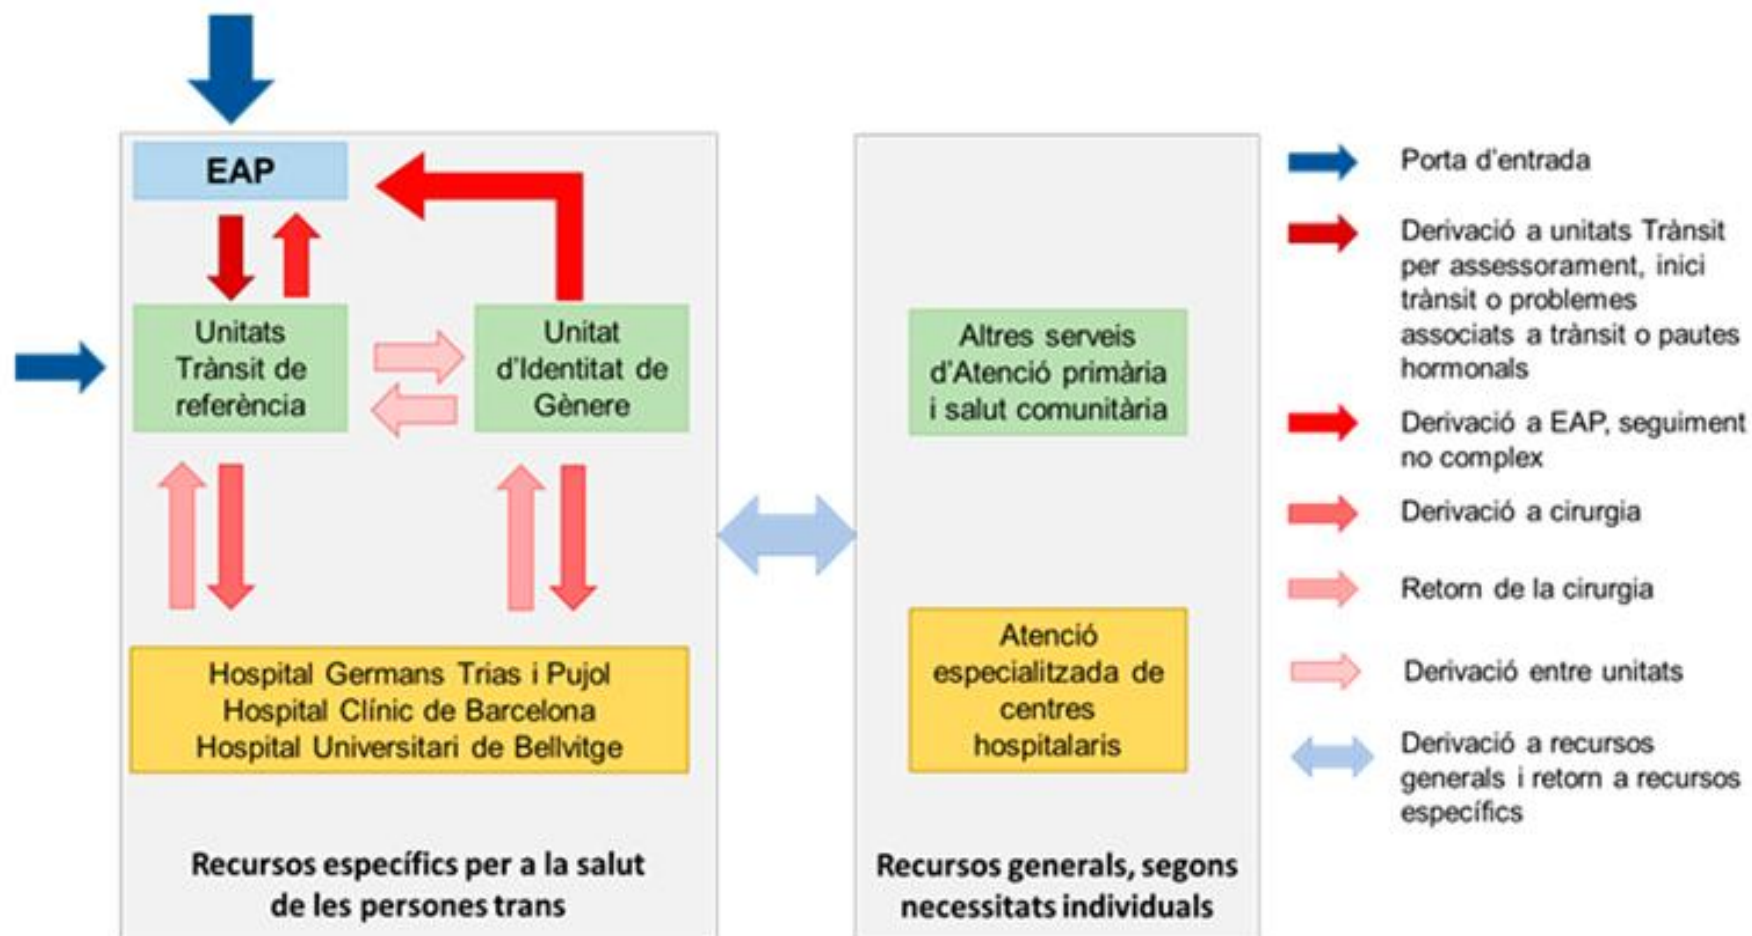 EAP
Unitats
Trànsit de
referència
Unitat
d'Identitat de
Gènere
Hospital Germans Trias i Pujol
Hospital Clínic de Barcelona
Hospital Universitari de Bellvitge
Recursos específics per a la salut
de les persones trans
Altres serveis
d'Atenció primària
i salut comunitària
Atenció
especialitzada de
centres
hospitalaris
Recursos generals, segons
necessitats individuals
Porta d'entrada
Derivació a unitats Trànsit
per assessorament, inici
trànsit o problemes
associats a trànsit o pautes
hormonals
Derivació a EAP, seguiment
no complex
Derivació a cirurgia
Retorn de la cirurgia
Derivació entre unitats
Derivació a recursos
generals i retorn a recursos
específics